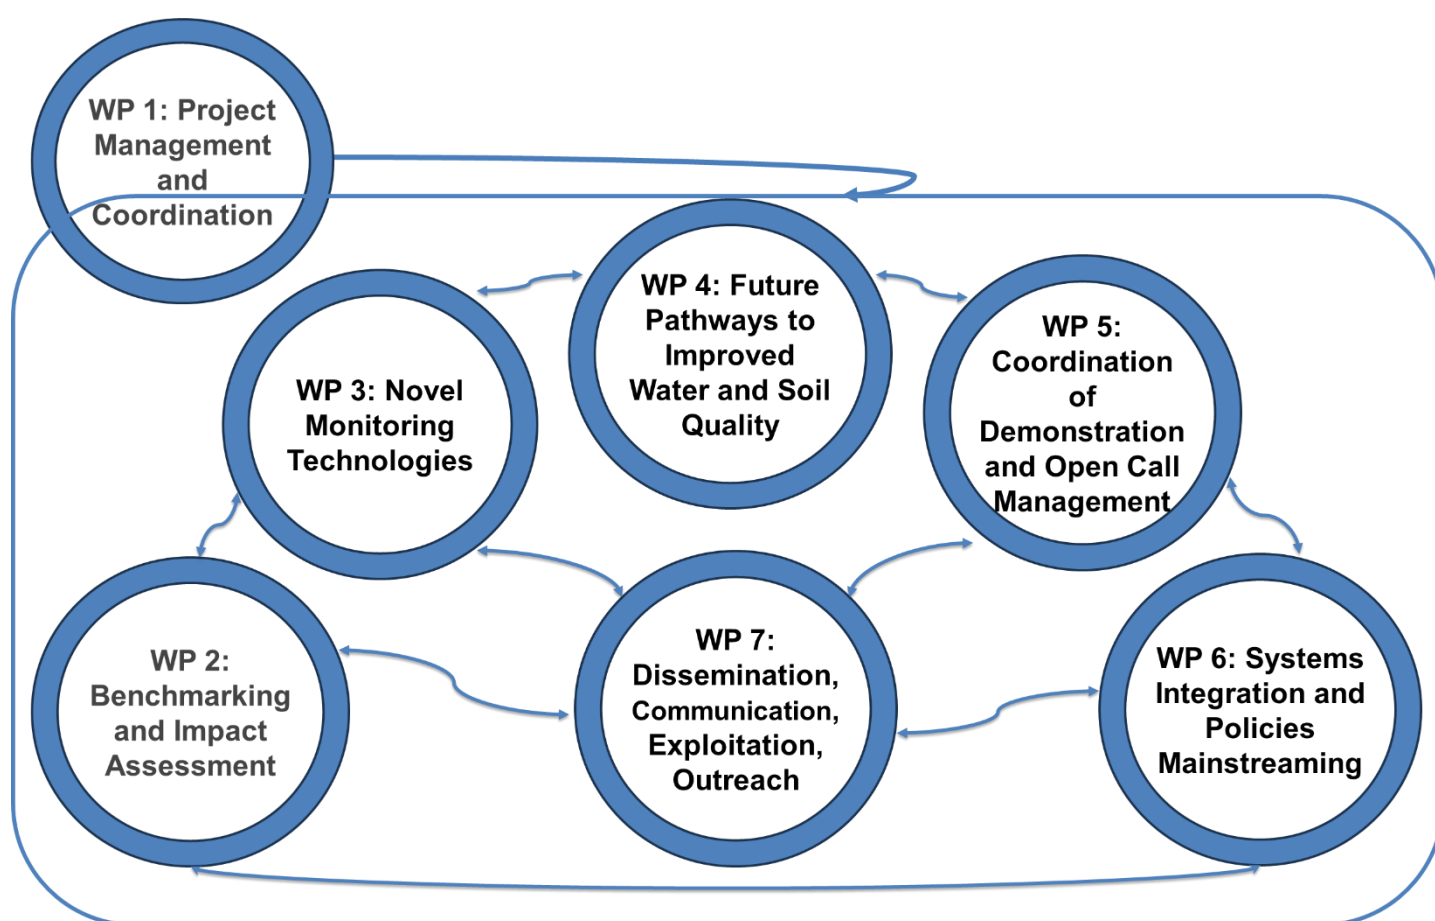 WP 1: Project
Management
and
Coordination
WP 4: Future
Pathways to
Improved
Water and Soil
Quality
WP 5:
Coordination
of
Demonstration
and Open Call
Management
WP 3: Novel
Monitoring
Technologies
WP 2:
Benchmarking
and Impact
Assessment
WP 7:
Dissemination,
Communication,
Exploitation,
Outreach
WP 6: Systems
Integration and
Policies
Mainstreaming